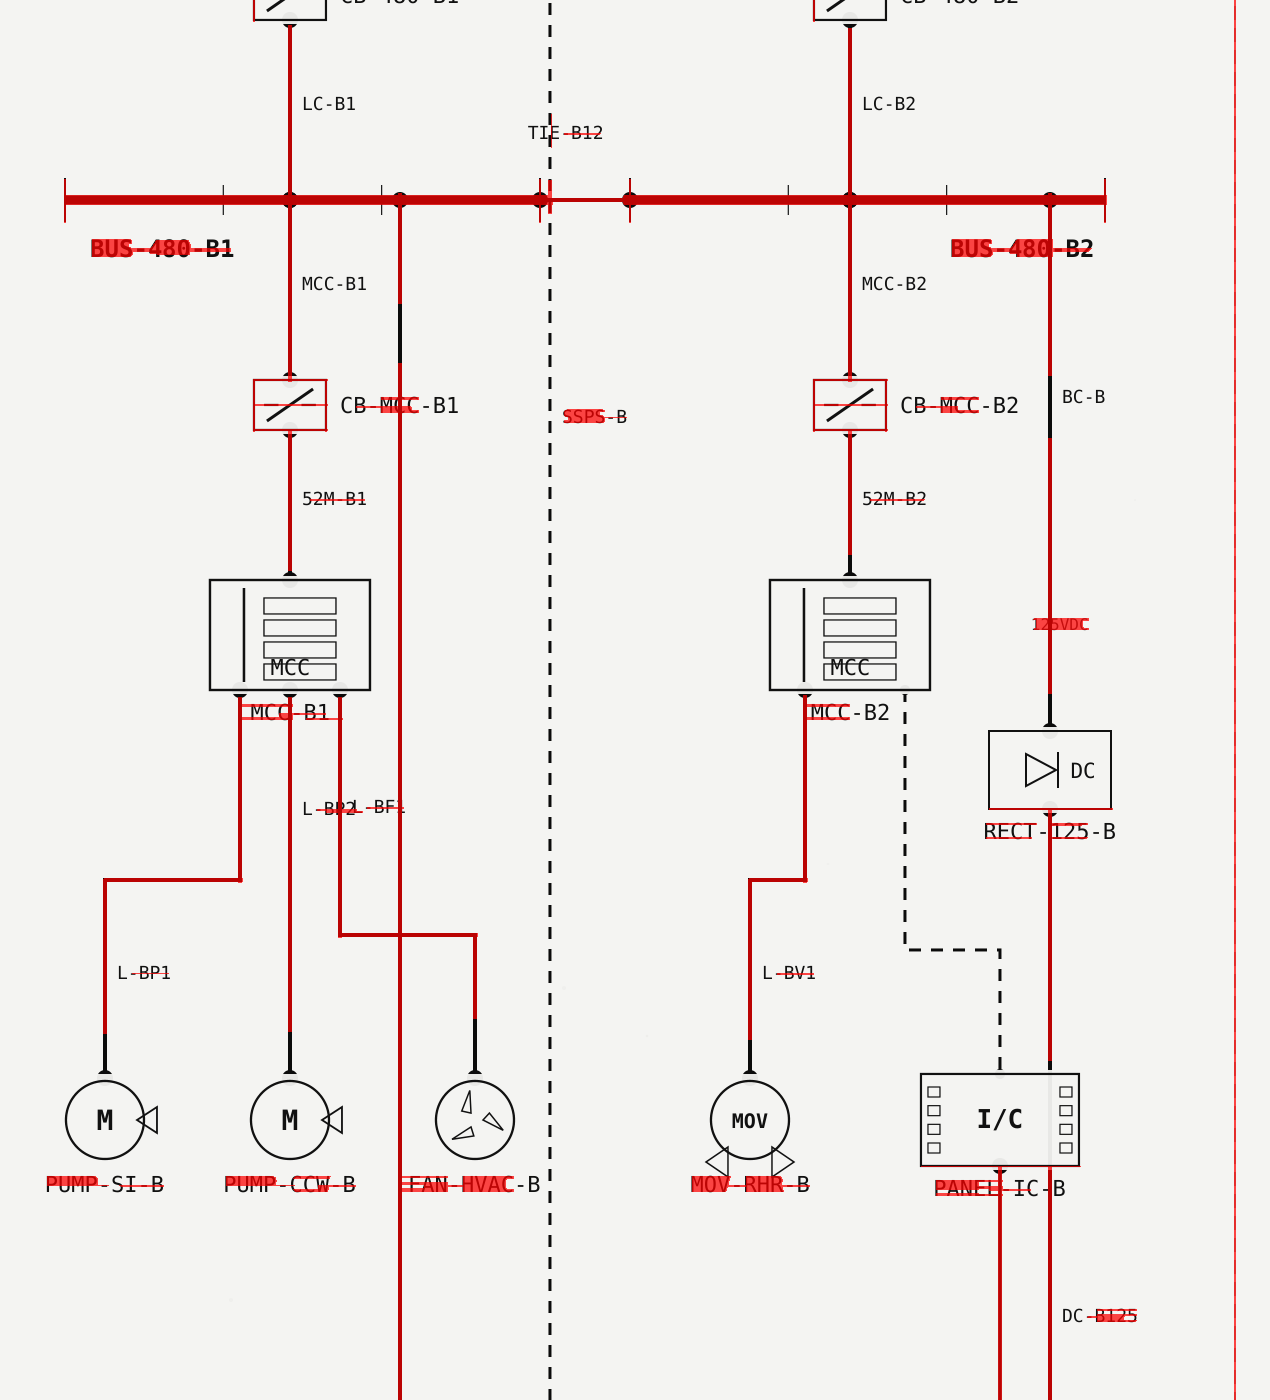 CB-480-B1
CB-480-B2
LC-B1
LC-B2
TIE-B12
BUS-480-B1
BUS-480-B2
MCC-B1
MCC-B2
BC-B
CB-MCC-B1
CB-MCC-B2
SSPS-B
52M-B1
52M-B2
125VDC
MCC
MCC
MCC-B1
MCC-B2
DC
RECT-125-B
L-BP2
L-BF1
L-BP1
L-BV1
M
M
MOV
I/C
PUMP-SI-B
PUMP-CCW-B
FAN-HVAC-B
MOV-RHR-B
PANEL-IC-B
DC-B125